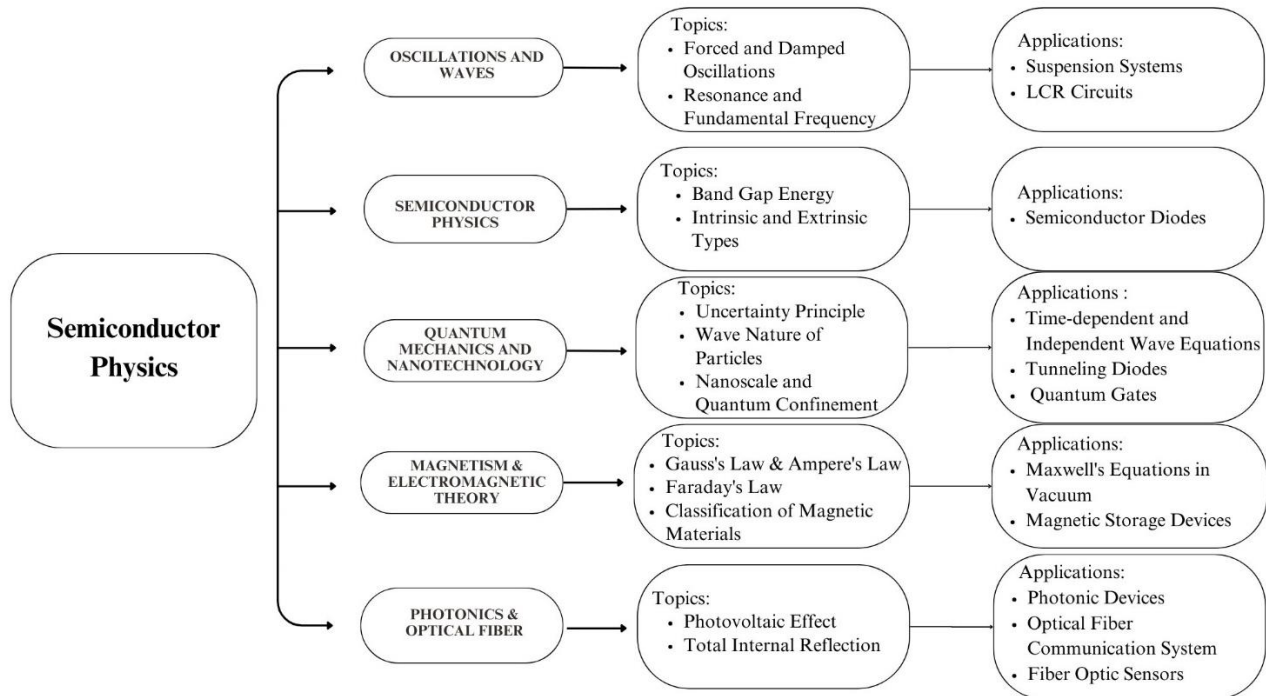 Semiconductor
Physics
OSCILLATIONS AND
WAVES
Topics:
• Forced and Damped
Oscillations
• Resonance and
Fundamental Frequency
Applications:
• Suspension Systems
• LCR Circuits
SEMICONDUCTOR
PHYSICS
Topics:
• Band Gap Energy
• Intrinsic and Extrinsic
Types
Applications:
• Semiconductor Diodes
QUANTUM
MECHANICS AND
NANOTECHNOLOGY
Topics:
• Uncertainty Principle
• Wave Nature of
Particles
• Nanoscale and
Quantum Confinement
Applications :
• Time-dependent and
Independent Wave Equations
• Tunneling Diodes
• Quantum Gates
MAGNETISM &
ELECTROMAGNETIC
THEORY
Topics:
• Gauss's Law & Ampere's Law
• Faraday's Law
• Classification of Magnetic
Materials
Applications:
• Maxwell's Equations in
Vacuum
• Magnetic Storage Devices
PHOTONICS &
OPTICAL FIBER
Topics:
• Photovoltaic Effect
• Total Internal Reflection
Applications:
• Photonic Devices
• Optical Fiber
Communication System
• Fiber Optic Sensors